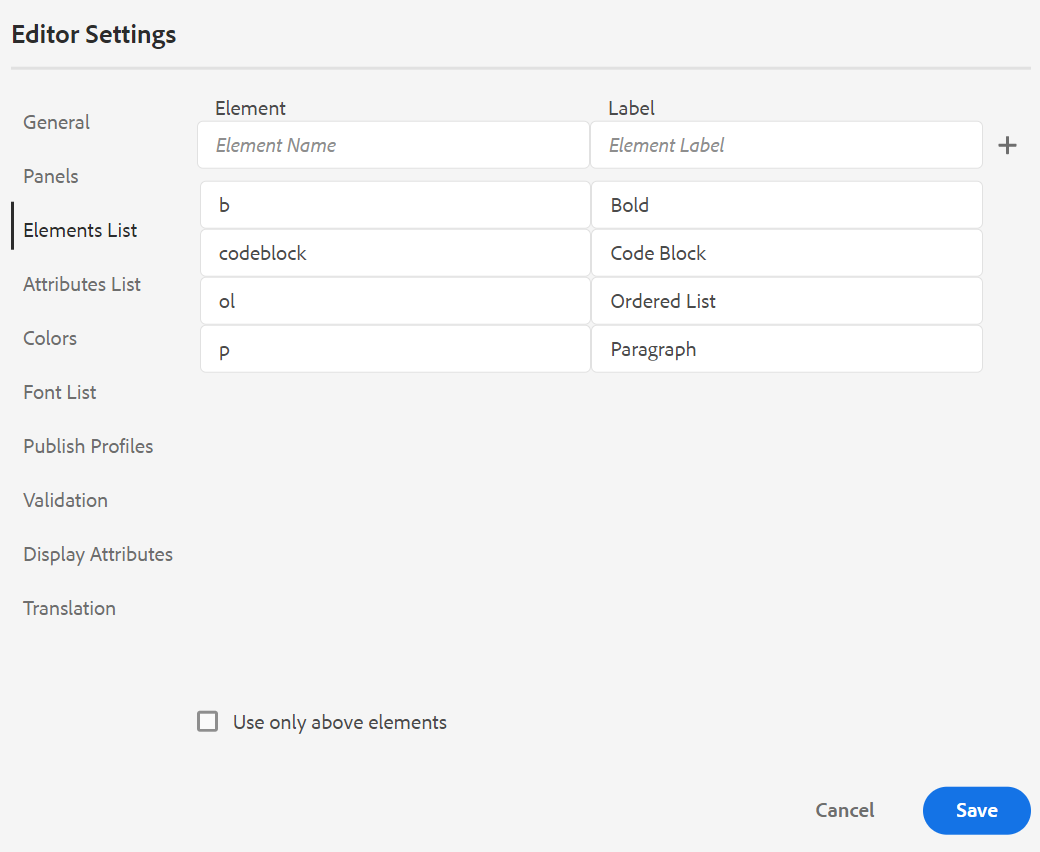 Editor Settings
General
Panels
Elements List
Attributes List
Colors
Font List
Publish Profiles
Validation
Display Attributes
Translation
Element Label
Element Name Element Label
b Bold
codeblock Code Block
ol Ordered List
p Paragraph
Use only above elements
Cancel Save